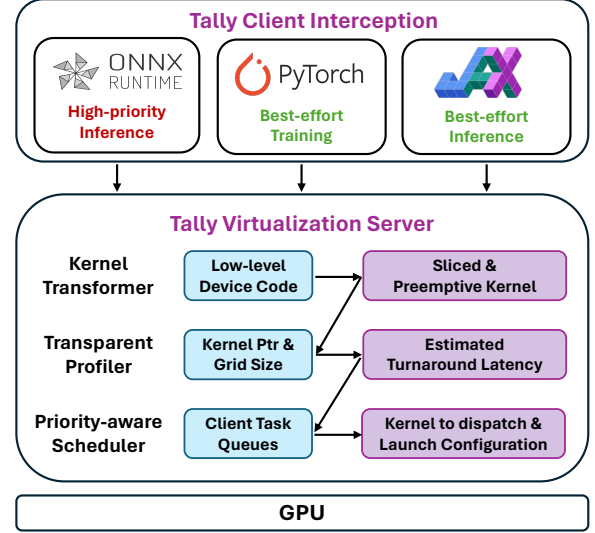 Tally Client Interception
ONNX
RUNTIME
High-priority
Inference
PyTorch
Best-effort
Training
JAX
Best-effort
Inference
Tally Virtualization Server
Kernel
Transformer
Low-level
Device Code
Sliced &
Preemptive Kernel
Transparent
Profiler
Kernel Ptr &
Grid Size
Estimated
Turnaround Latency
Priority-aware
Scheduler
Client Task
Queues
Kernel to dispatch &
Launch Configuration
GPU